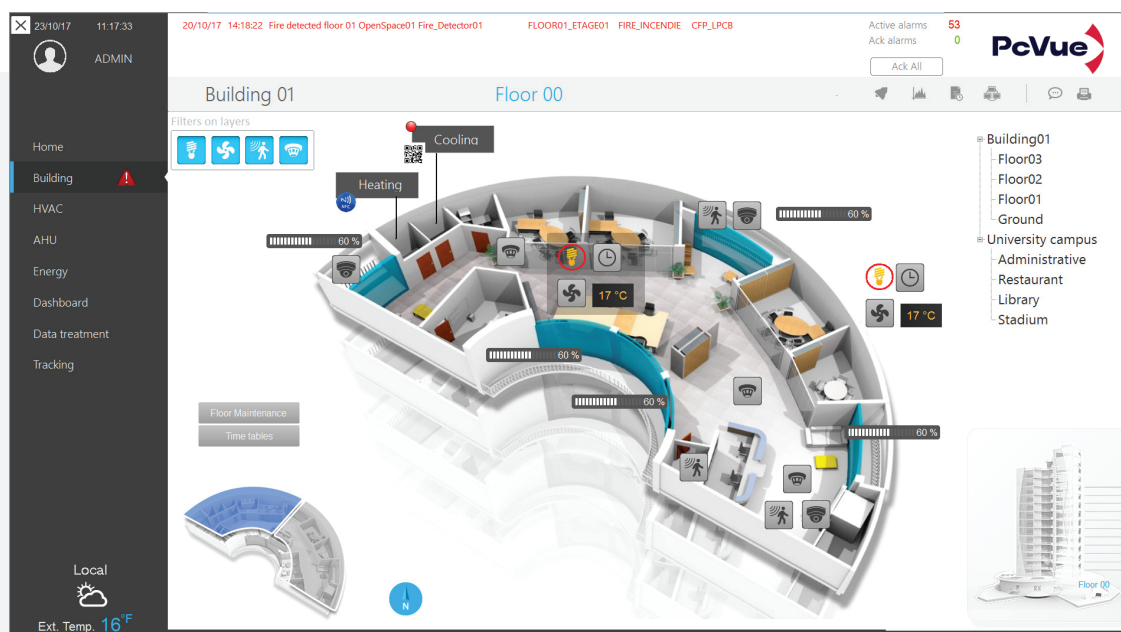 23/10/17 11:17:33
ADMIN
20/10/17 14:18:22 Fire detected floor 01 OpenSpace01 Fire_Detector01 FLOOR01_ETAGE01 FIRE_INCENDIE CFP_LPCB
Active alarms 53
Ack alarms 0
Ack All
PcVue
Building 01 Floor 00
Filters on layers
Home
Building
HVAC
AHU
Energy
Dashboard
Data treatment
Tracking
Cooling
Heating
NFC
60 %
60 %
17 °C
17 °C
60 %
60 %
60 %
Building01
Floor03
Floor02
Floor01
Ground
University campus
Administrative
Restaurant
Library
Stadium
Floor Maintenance
Time tables
N
Floor 00
Local
Ext. Temp. 16°F